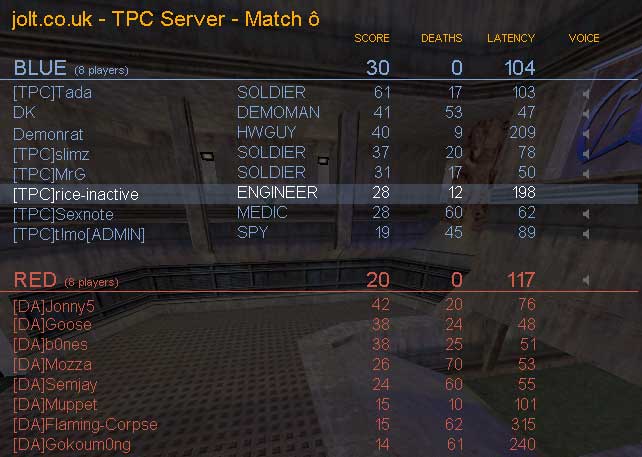 jolt.co.uk - TPC Server - Match ô
SCORE DEATHS LATENCY VOICE
BLUE (8 players) 30 0 104
[TPC]Tada SOLDIER 61 17 103
DK DEMOMAN 41 53 47
Demonrat HWGUY 40 9 209
[TPC]slimz SOLDIER 37 20 78
[TPC]MrG SOLDIER 31 17 50
[TPC]rice-inactive ENGINEER 28 12 198
[TPC]Sexnote MEDIC 28 60 62
[TPC]t!mo[ADMIN] SPY 19 45 89
RED (8 players) 20 0 117
[DA]Jonny5 42 20 76
[DA]Goose 38 24 48
[DA]b0nes 38 25 51
[DA]Mozza 26 70 53
[DA]Semjay 24 60 55
[DA]Muppet 15 10 101
[DA]Flaming-Corpse 15 62 315
[DA]Gokoum0ng 14 61 240